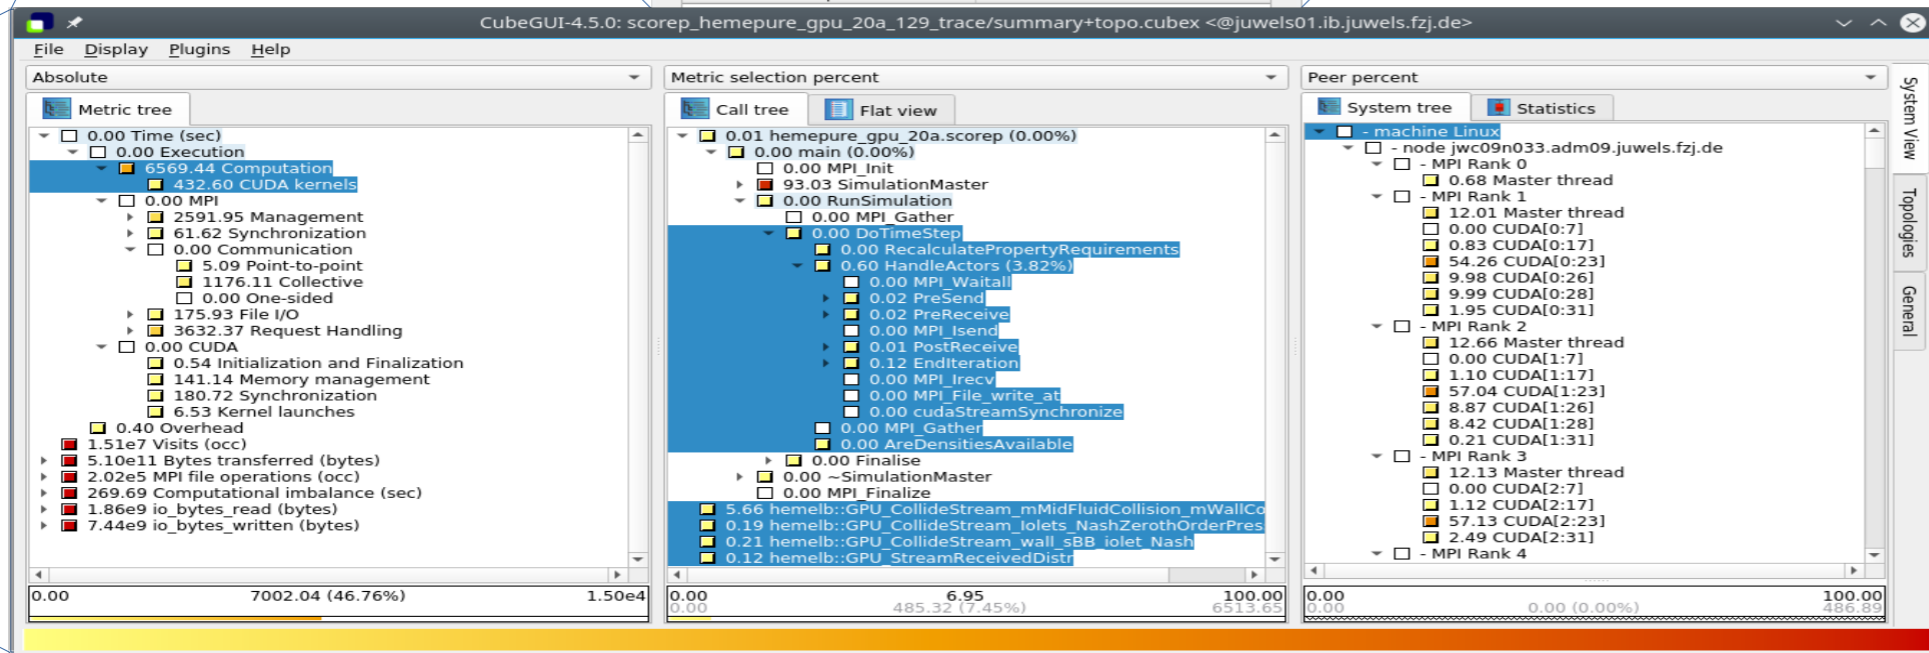 CubeGUI-4.5.0: scorep_hemepure_gpu_20a_129_trace/summary+topo.cubex <@juwels01.ib.juwels.fzj.de>
File Display Plugins Help
Absolute
Metric tree
0.00 Time (sec)
0.00 Execution
6569.44 Computation
432.60 CUDA kernels
0.00 MPI
2591.95 Management
61.62 Synchronization
0.00 Communication
5.09 Point-to-point
1176.11 Collective
0.00 One-sided
175.93 File I/O
3632.37 Request Handling
0.00 CUDA
0.54 Initialization and Finalization
141.14 Memory management
180.72 Synchronization
6.53 Kernel launches
0.40 Overhead
1.51e7 Visits (occ)
5.10e11 Bytes transferred (bytes)
2.02e5 MPI file operations (occ)
269.69 Computational imbalance (sec)
1.86e9 io_bytes_read (bytes)
7.44e9 io_bytes_written (bytes)
0.00 7002.04 (46.76%) 1.50e4
Metric selection percent
Call tree Flat view
0.01 hemepure_gpu_20a.scorep (0.00%)
0.00 main (0.00%)
0.00 MPI_Init
93.03 SimulationMaster
0.00 RunSimulation
0.00 MPI_Gather
0.00 DoTimeStep
0.00 RecalculatePropertyRequirements
0.60 HandleActors (3.82%)
0.00 MPI_Waitall
0.02 PreSend
0.02 PreReceive
0.00 MPI_Isend
0.01 PostReceive
0.12 EndIteration
0.00 MPI_Irecv
0.00 MPI_File_write_at
0.00 cudaStreamSynchronize
0.00 MPI_Gather
0.00 AreDensitiesAvailable
0.00 Finalise
0.00 ~SimulationMaster
0.00 MPI_Finalize
5.66 hemelb::GPU_CollideStream_mMidFluidCollision_mWallCo
0.19 hemelb::GPU_CollideStream_Iolets_NashZerothOrderPres
0.21 hemelb::GPU_CollideStream_wall_sBB_iolet_Nash
0.12 hemelb::GPU_StreamReceivedDistr
0.00 6.95 100.00
0.00 485.32 (7.45%) 6513.65
Peer percent
System tree Statistics
- machine Linux
- node jwc09n033.adm09.juwels.fzj.de
- MPI Rank 0
0.68 Master thread
- MPI Rank 1
12.01 Master thread
0.00 CUDA[0:7]
0.83 CUDA[0:17]
54.26 CUDA[0:23]
9.98 CUDA[0:26]
9.99 CUDA[0:28]
1.95 CUDA[0:31]
- MPI Rank 2
12.66 Master thread
0.00 CUDA[1:7]
1.10 CUDA[1:17]
57.04 CUDA[1:23]
8.87 CUDA[1:26]
8.42 CUDA[1:28]
0.21 CUDA[1:31]
- MPI Rank 3
12.13 Master thread
0.00 CUDA[2:7]
1.12 CUDA[2:17]
57.13 CUDA[2:23]
2.49 CUDA[2:31]
- MPI Rank 4
0.00 100.00
0.00 0.00 (0.00%) 486.89
System View
Topologies
General